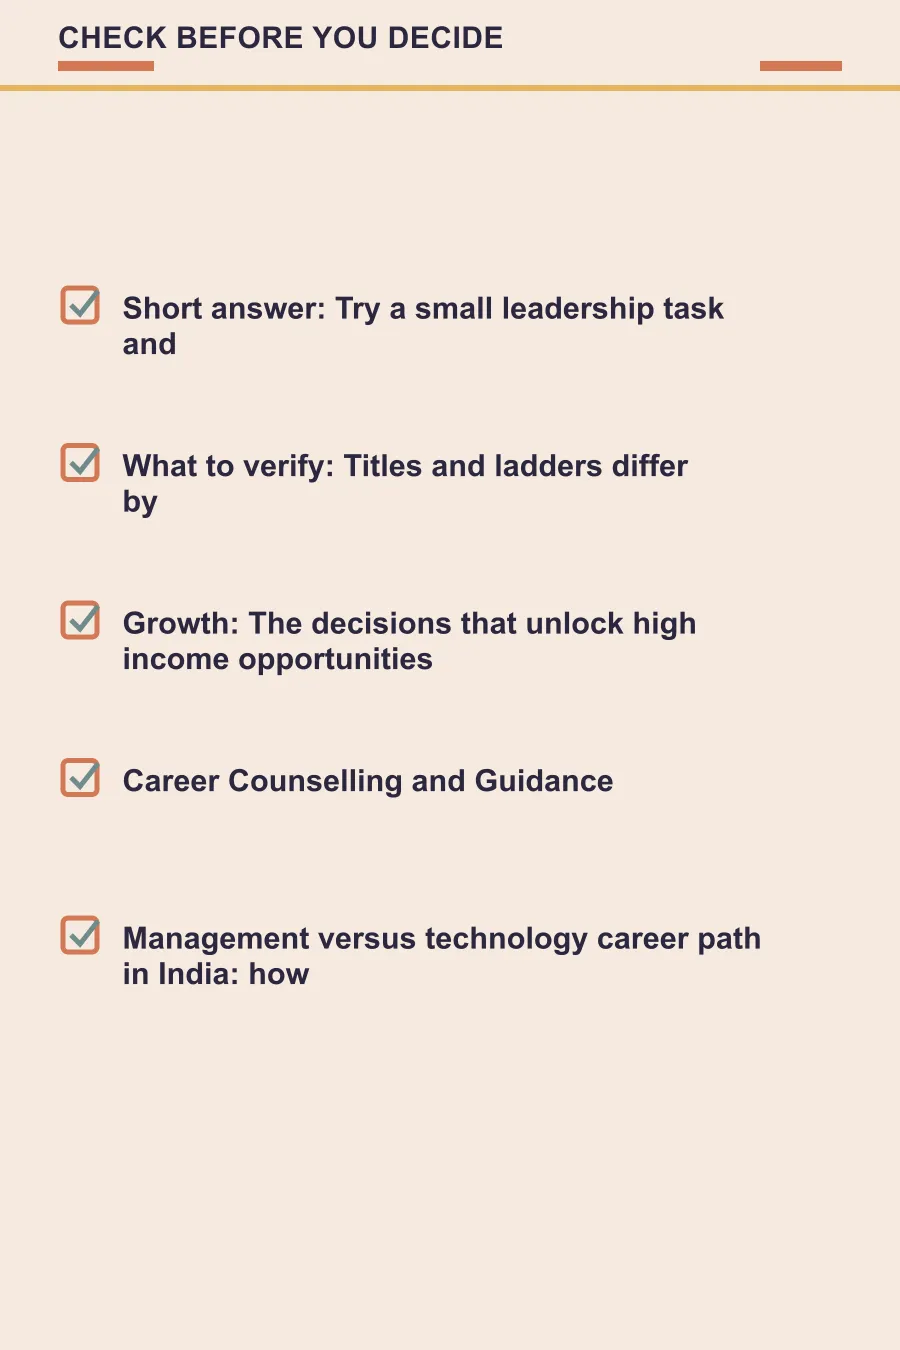 CHECK BEFORE YOU DECIDE
Short answer: Try a small leadership task
and
What to verify: Titles and ladders differ
by
Growth: The decisions that unlock high
income opportunities
Career Counselling and Guidance
Management versus technology career path
in India: how